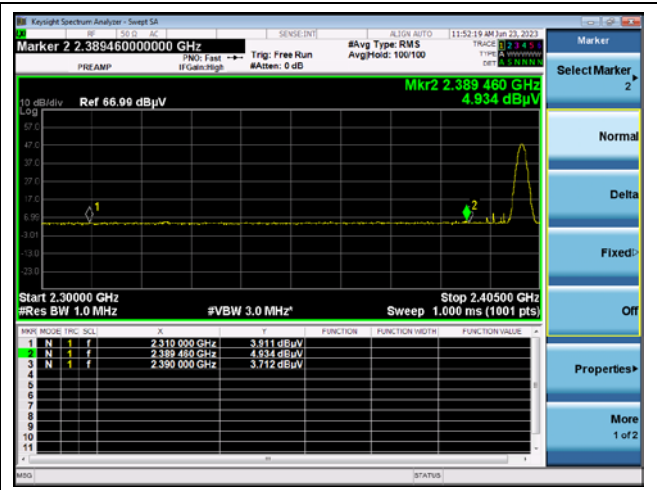 Keysight Spectrum Analyzer - Swept SA
RF 50 Ω AC SENSE:INT ALIGN AUTO 11:52:19 AM Jun 23, 2023
Marker 2 2.389460000000 GHz
PREAMP
PNO: Fast
IFGain:High
Trig: Free Run
#Atten: 0 dB
#Avg Type: RMS
Avg|Hold: 100/100
TRACE 1 2 3 4 5 6
TYPE A WWWWW
DET A S N N N N
Mkr2 2.389 460 GHz
4.934 dBµV
10 dB/div Ref 66.99 dBµV
Log
57.0
47.0
37.0
27.0
17.0
6.99
-3.01
-13.0
-23.0
1
2
Start 2.30000 GHz Stop 2.40500 GHz
#Res BW 1.0 MHz #VBW 3.0 MHz* Sweep 1.000 ms (1001 pts)
MKR MODE TRC SCL X Y FUNCTION FUNCTION WIDTH FUNCTION VALUE
1 N 1 f 2.310 000 GHz 3.911 dBµV
2 N 1 f 2.389 460 GHz 4.934 dBµV
3 N 1 f 2.390 000 GHz 3.712 dBµV
4
5
6
7
8
9
10
11
MSG STATUS
Marker
Select Marker
2
Normal
Delta
Fixed
Off
Properties
More
1 of 2